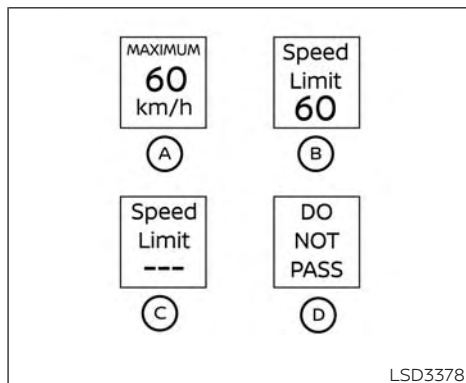 MAXIMUM
60
km/h
A
Speed
Limit
60
B
Speed
Limit
---
C
DO
NOT
PASS
D
LSD3378